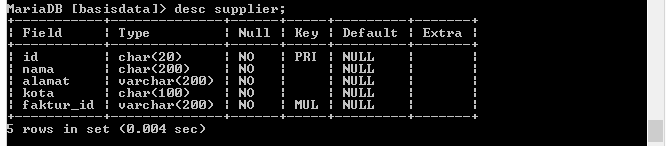 MariaDB [basisdata]> desc supplier;
+-----------+--------------+------+-----+---------+-------+
| Field     | Type         | Null | Key | Default | Extra |
+-----------+--------------+------+-----+---------+-------+
| id        | char(20)     | NO   | PRI | NULL    |       |
| nama      | char(200)    | NO   |     | NULL    |       |
| alamat    | varchar(200) | NO   |     | NULL    |       |
| kota      | char(100)    | NO   |     | NULL    |       |
| faktur_id | varchar(200) | NO   | MUL | NULL    |       |
+-----------+--------------+------+-----+---------+-------+
5 rows in set (0.004 sec)